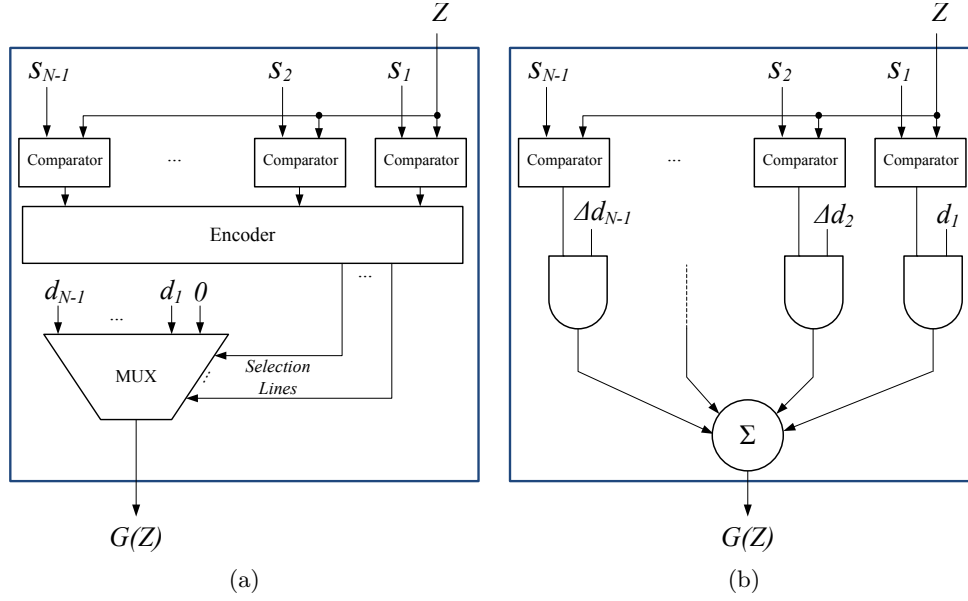 Z
Z
S_{N-1} S_2 S_1
S_{N-1} S_2 S_1
Comparator ... Comparator Comparator
Comparator ... Comparator Comparator
Encoder
Δd_{N-1} Δd_2 d_1
...
d_{N-1} ... d_1 0
MUX
Selection
Lines
...
Σ
G(Z)
G(Z)
(a)
(b)